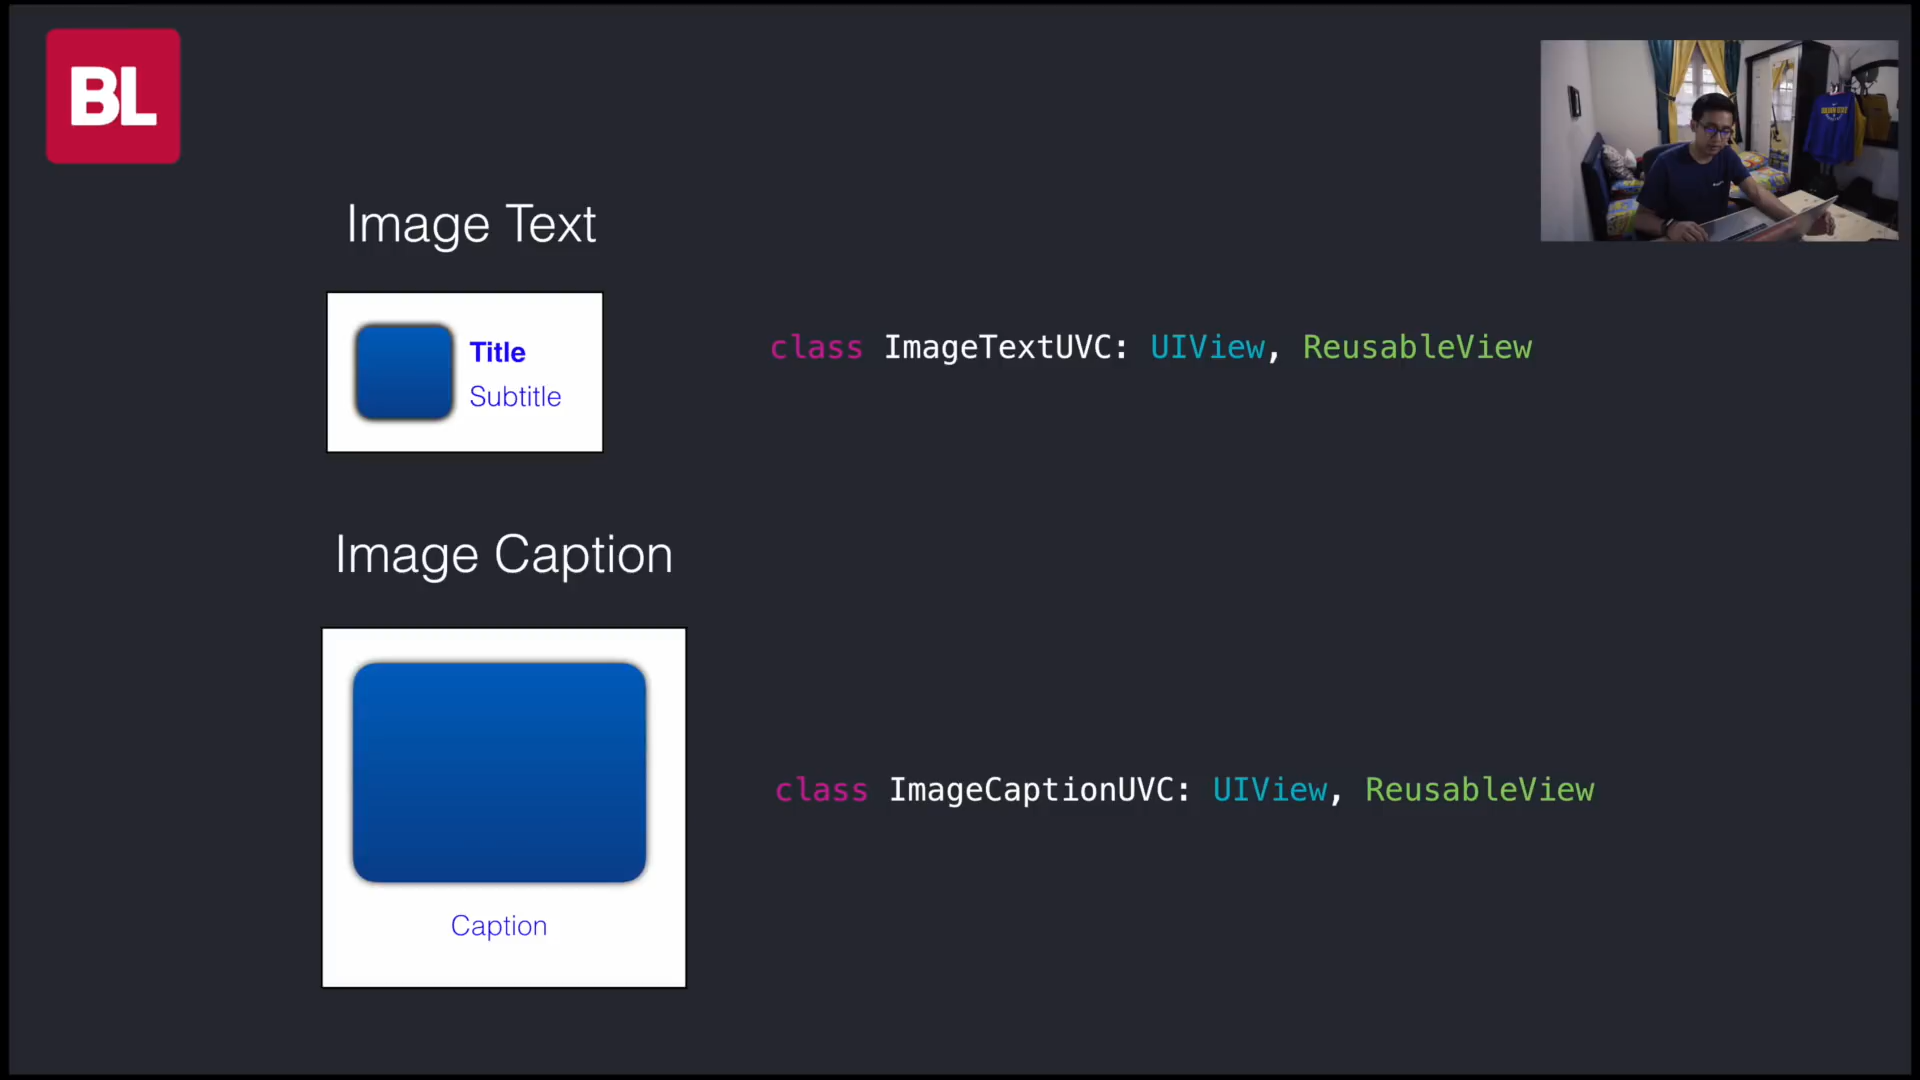 BL
Image Text
Title
Subtitle
class ImageTextUVC: UIView, ReusableView
Image Caption
Caption
class ImageCaptionUVC: UIView, ReusableView